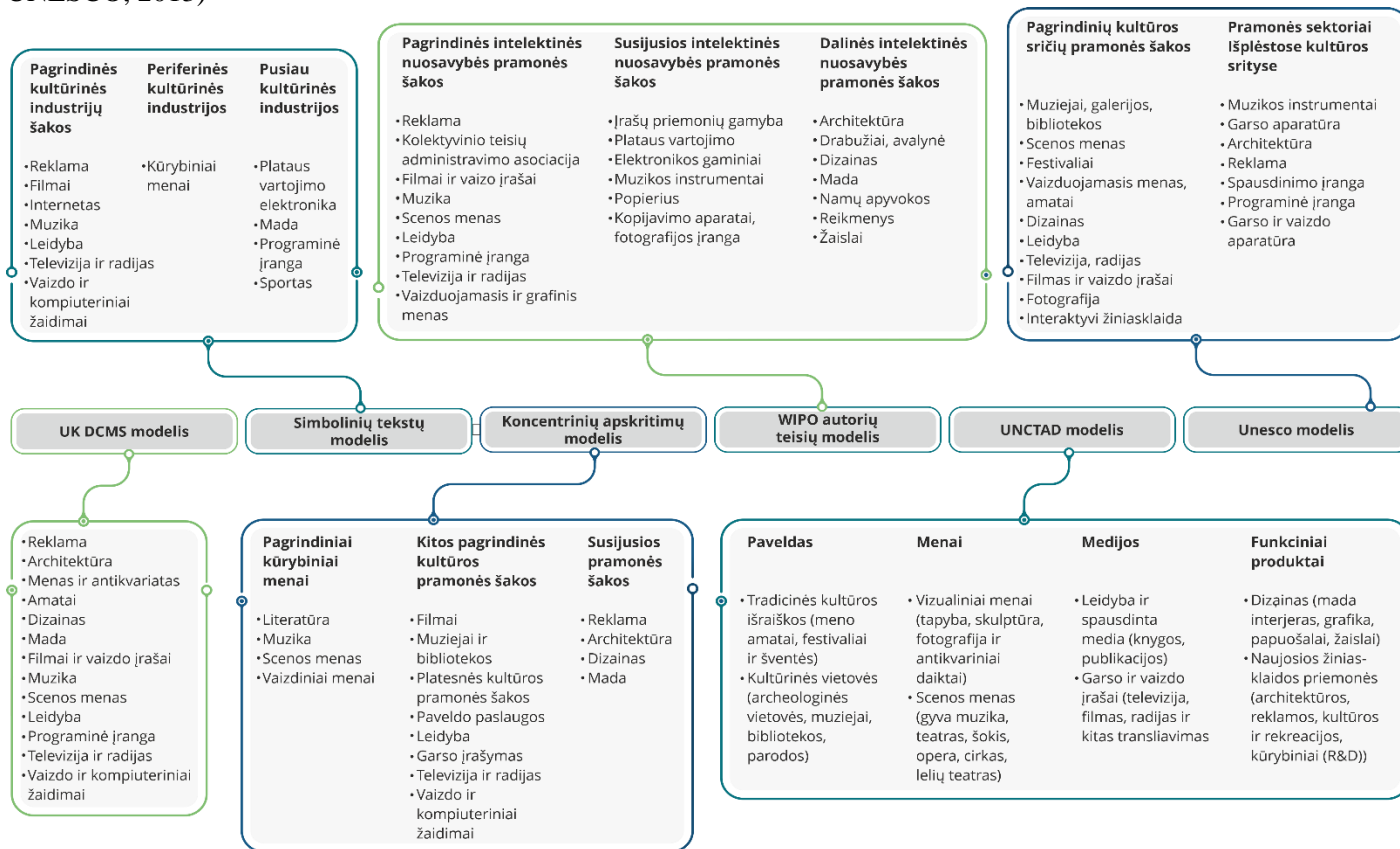 UNESCO, 2013)
Pagrindinės
kultūrinės
industrijų
šakos
•Reklama
•Filmai
•Internetas
•Muzika
•Leidyba
•Televizija ir radijas
•Vaizdo ir
kompiuteriniai
žaidimai
Periferinės
kultūrinės
industrijos
•Kūrybiniai
menai
Pusiau
kultūrinės
industrijos
•Plataus
vartojimo
elektronika
•Mada
•Programinė
įranga
•Sportas
Pagrindinės intelektinės
nuosavybės pramonės
šakos
•Reklama
•Kolektyvinio teisių
administravimo asociacija
•Filmai ir vaizo įrašai
•Muzika
•Scenos menas
•Leidyba
•Programinė įranga
•Televizija ir radijas
•Vaizduojamasis ir grafinis
menas
Susijusios intelektinės
nuosavybės pramonės
šakos
•Įrašų priemonių gamyba
•Plataus vartojimo
•Elektronikos gaminiai
•Muzikos instrumentai
•Popierius
•Kopijavimo aparatai,
fotografijos įranga
Dalinės intelektinės
nuosavybės
pramonės šakos
•Architektūra
•Drabužiai, avalynė
•Dizainas
•Mada
•Namų apyvokos
•Reikmenys
•Žaislai
Pagrindinių kultūros
sričių pramonės šakos
•Muziejai, galerijos,
bibliotekos
•Scenos menas
•Festivaliai
•Vaizduojamasis menas,
amatai
•Dizainas
•Leidyba
•Televizija, radijas
•Filmas ir vaizdo įrašai
•Fotografija
•Interaktyvi žiniasklaida
Pramonės sektoriai
Išplėstose kultūros
srityse
•Muzikos instrumentai
•Garso aparatūra
•Architektūra
•Reklama
•Spausdinimo įranga
•Programinė įranga
•Garso ir vaizdo
aparatūra
UK DCMS modelis
Simbolinių tekstų
modelis
Koncentrinių apskritimų
modelis
WIPO autorių
teisių modelis
UNCTAD modelis
Unesco modelis
•Reklama
•Architektūra
•Menas ir antikvariatas
•Amatai
•Dizainas
•Mada
•Filmai ir vaizdo įrašai
•Muzika
•Scenos menas
•Leidyba
•Programinė įranga
•Televizija ir radijas
•Vaizdo ir kompiuteriniai
žaidimai
Pagrindiniai
kūrybiniai
menai
•Literatūra
•Muzika
•Scenos menas
•Vaizdiniai menai
Kitos pagrindinės
kultūros
pramonės šakos
•Filmai
•Muziejai ir
bibliotekos
•Platesnės kultūros
pramonės šakos
•Paveldo paslaugos
•Leidyba
•Garso įrašymas
•Televizija ir radijas
•Vaizdo ir
kompiuteriniai
žaidimai
Susijusios
pramonės
šakos
•Reklama
•Architektūra
•Dizainas
•Mada
Paveldas
•Tradicinės kultūros
išraiškos (meno
amatai, festivaliai
ir šventės)
•Kultūrinės vietovės
(archeologinės
vietovės, muziejai,
bibliotekos,
parodos)
Menai
•Vizualiniai menai
(tapyba, skulptūra,
fotografija ir
antikvariniai
daiktai)
•Scenos menas
(gyva muzika,
teatras, šokis,
opera, cirkas,
lelių teatras)
Medijos
•Leidyba ir
spausdinta
media (knygos,
publikacijos)
•Garso ir vaizdo
įrašai (televizija,
filmas, radijas ir
kitas transliavimas
Funkciniai
produktai
•Dizainas (mada
interjeras, grafika,
papuošalai, žaislai)
•Naujosios žinias-
klaidos priemonės
(architektūros,
reklamos, kultūros
ir rekreacijos,
kūrybiniai (R&D))